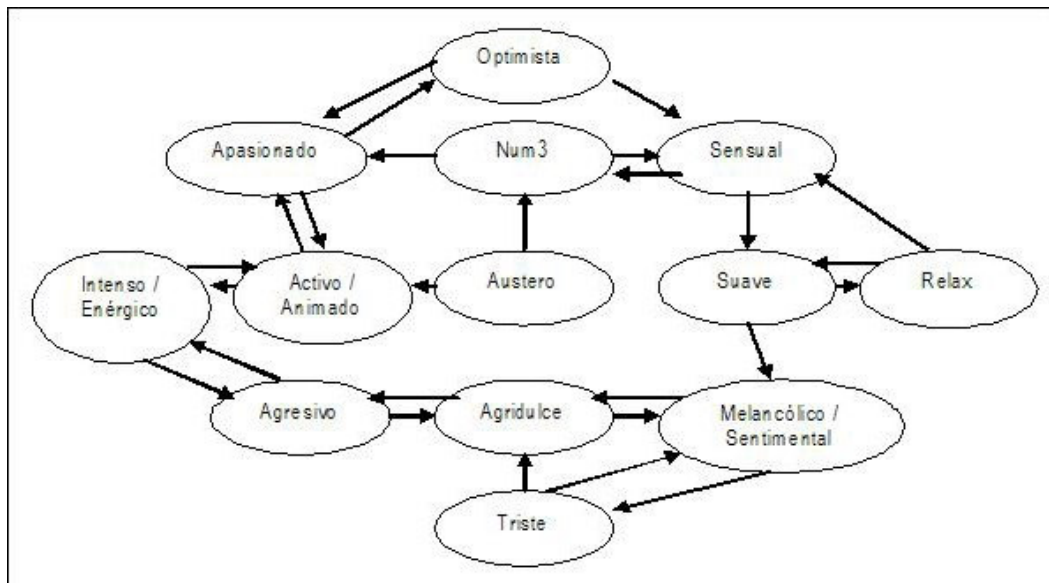 Optimista
Apasionado
Num3
Sensual
Intenso /
Enérgico
Activo /
Animado
Austero
Suave
Relax
Agresivo
Agridulce
Melancólico /
Sentimental
Triste